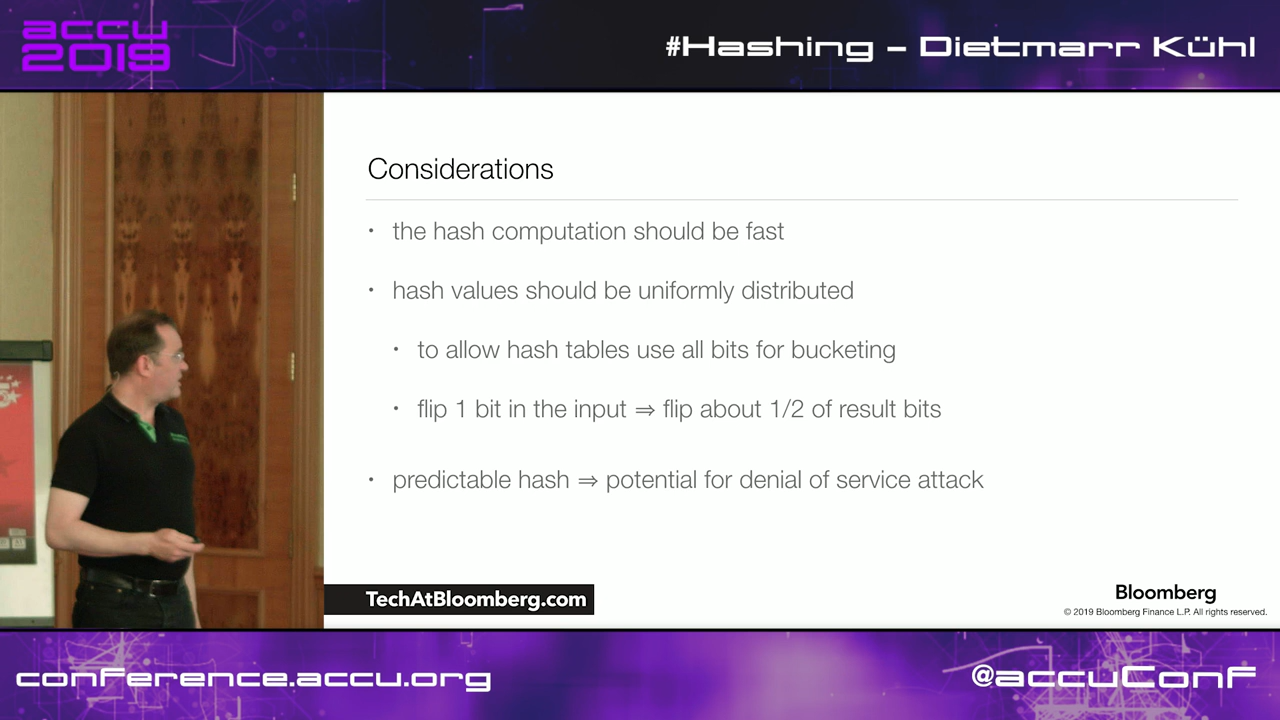 accu
2019
#Hashing – Dietmarr Kühl
Considerations
• the hash computation should be fast
• hash values should be uniformly distributed
• to allow hash tables use all bits for bucketing
• flip 1 bit in the input ⇒ flip about 1/2 of result bits
• predictable hash ⇒ potential for denial of service attack
TechAtBloomberg.com
Bloomberg
© 2019 Bloomberg Finance L.P. All rights reserved.
conference.accu.org
@accuConf